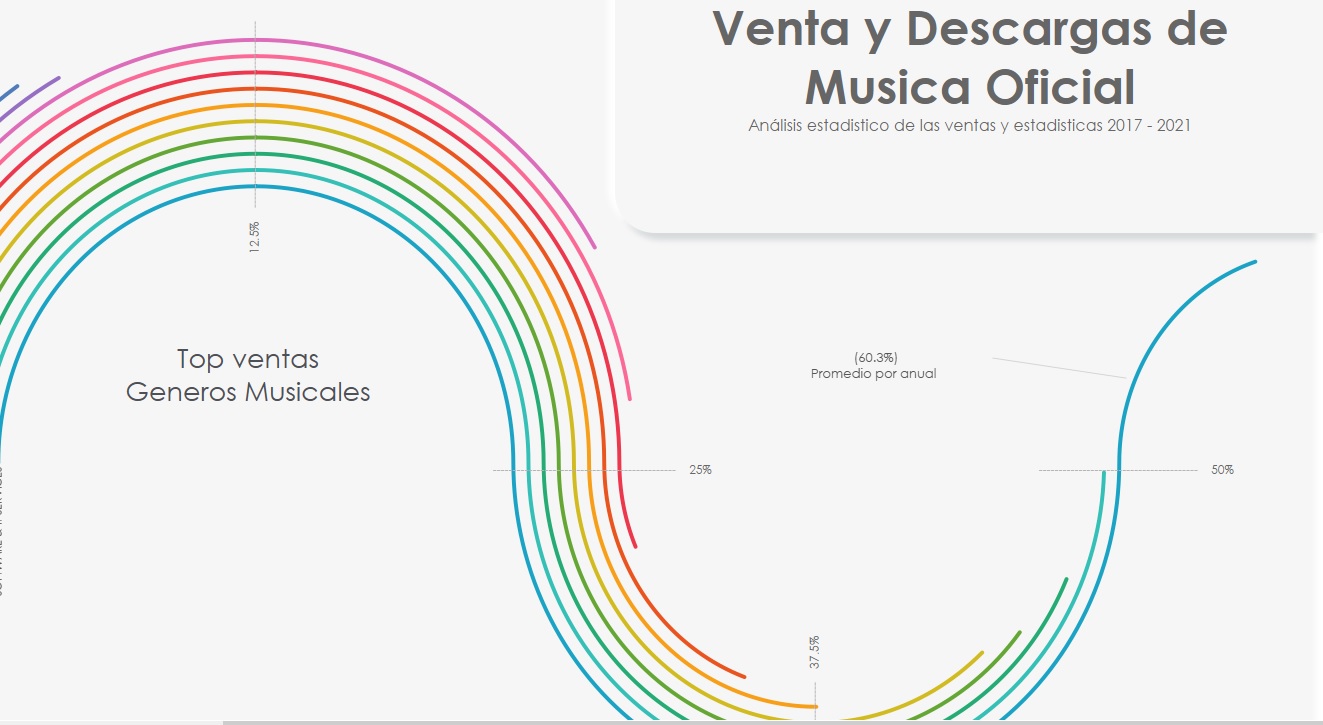 Venta y Descargas de
Musica Oficial
Análisis estadistico de las ventas y estadisticas 2017 - 2021
12.5%
Top ventas
Generos Musicales
(60.3%)
Promedio por anual
25%
50%
37.5%